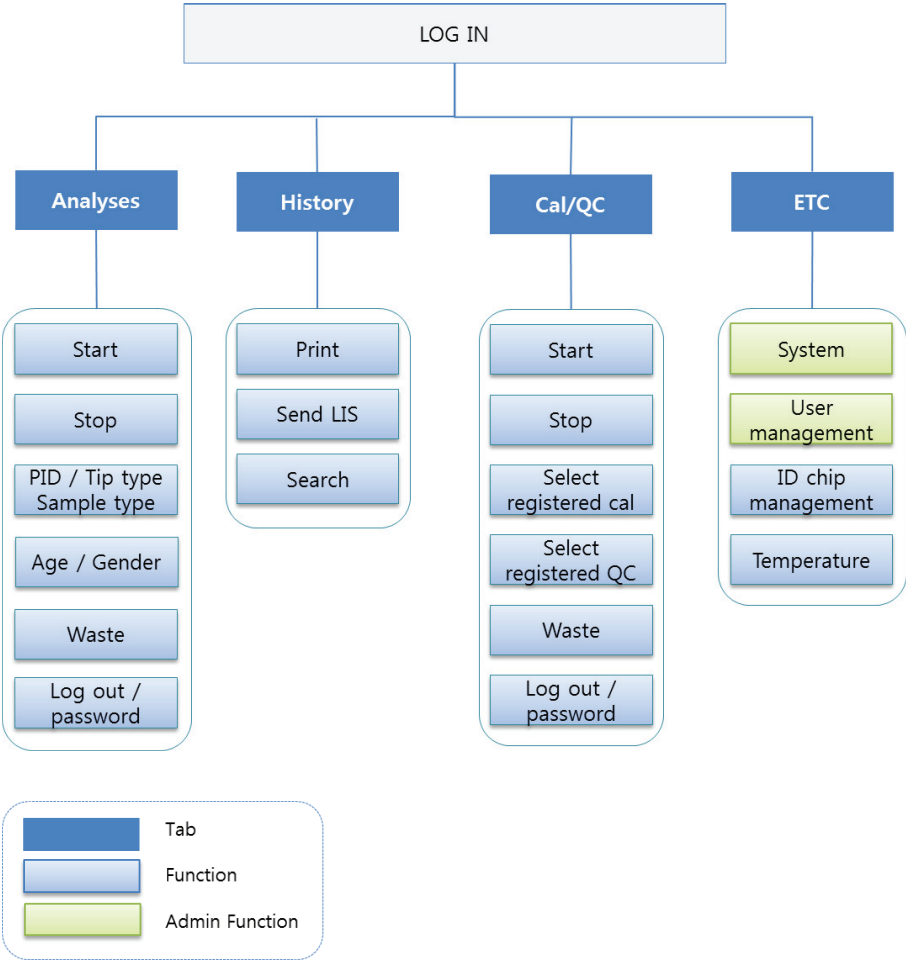 LOG IN
Analyses
History
Cal/QC
ETC
Start
Stop
PID / Tip type
Sample type
Age / Gender
Waste
Log out /
password
Print
Send LIS
Search
Start
Stop
Select
registered cal
Select
registered QC
Waste
Log out /
password
System
User
management
ID chip
management
Temperature
Tab
Function
Admin Function